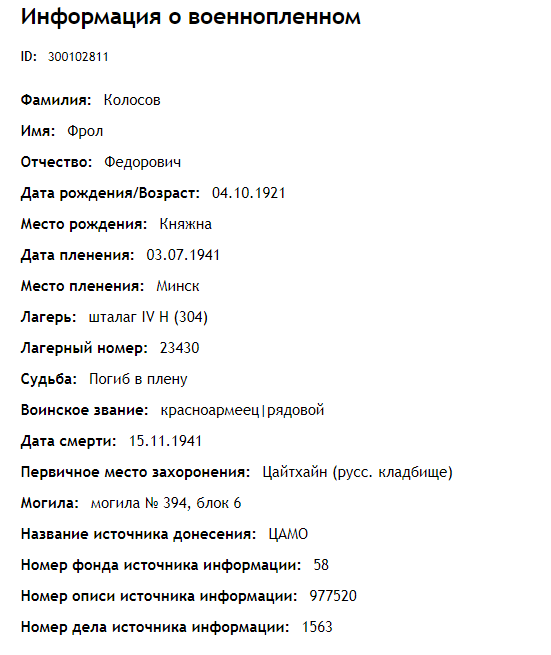 Информация о военнопленном
ID: 300102811
Фамилия: Колосов
Имя: Фрол
Отчество: Федорович
Дата рождения/Возраст: 04.10.1921
Место рождения: Княжна
Дата пленения: 03.07.1941
Место пленения: Минск
Лагерь: шталаг IV H (304)
Лагерный номер: 23430
Судьба: Погиб в плену
Воинское звание: красноармеец|рядовой
Дата смерти: 15.11.1941
Первичное место захоронения: Цайтхайн (русс. кладбище)
Могила: могила № 394, блок 6
Название источника донесения: ЦАМО
Номер фонда источника информации: 58
Номер описи источника информации: 977520
Номер дела источника информации: 1563